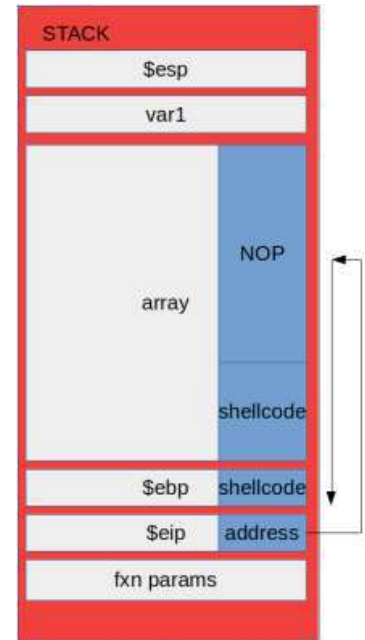 STACK
$esp
var1
NOP
array
shellcode
$ebp shellcode
$eip address
fxn params